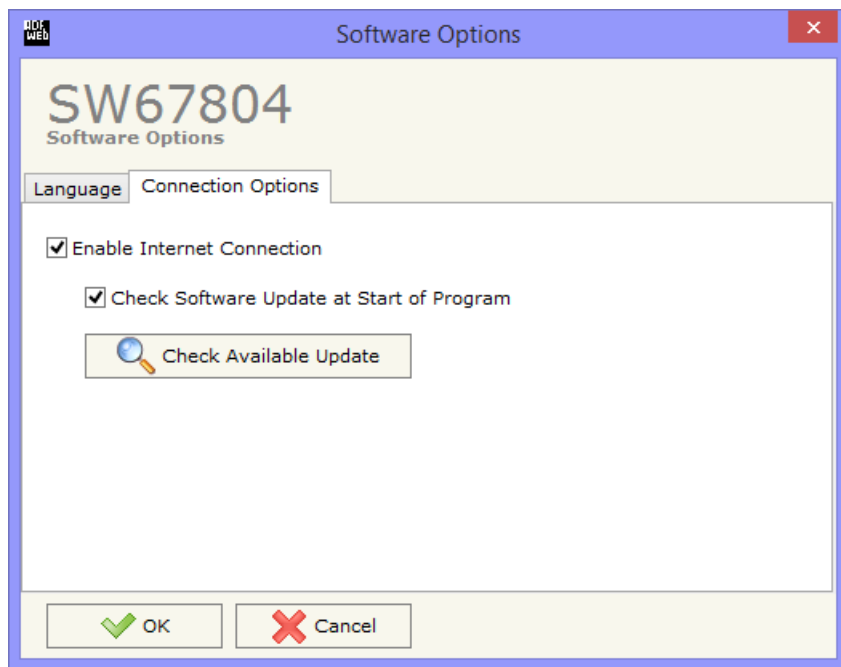 ADF
WEB
Software Options
SW67804
Software Options
Language
Connection Options
Enable Internet Connection
Check Software Update at Start of Program
Check Available Update
OK
Cancel